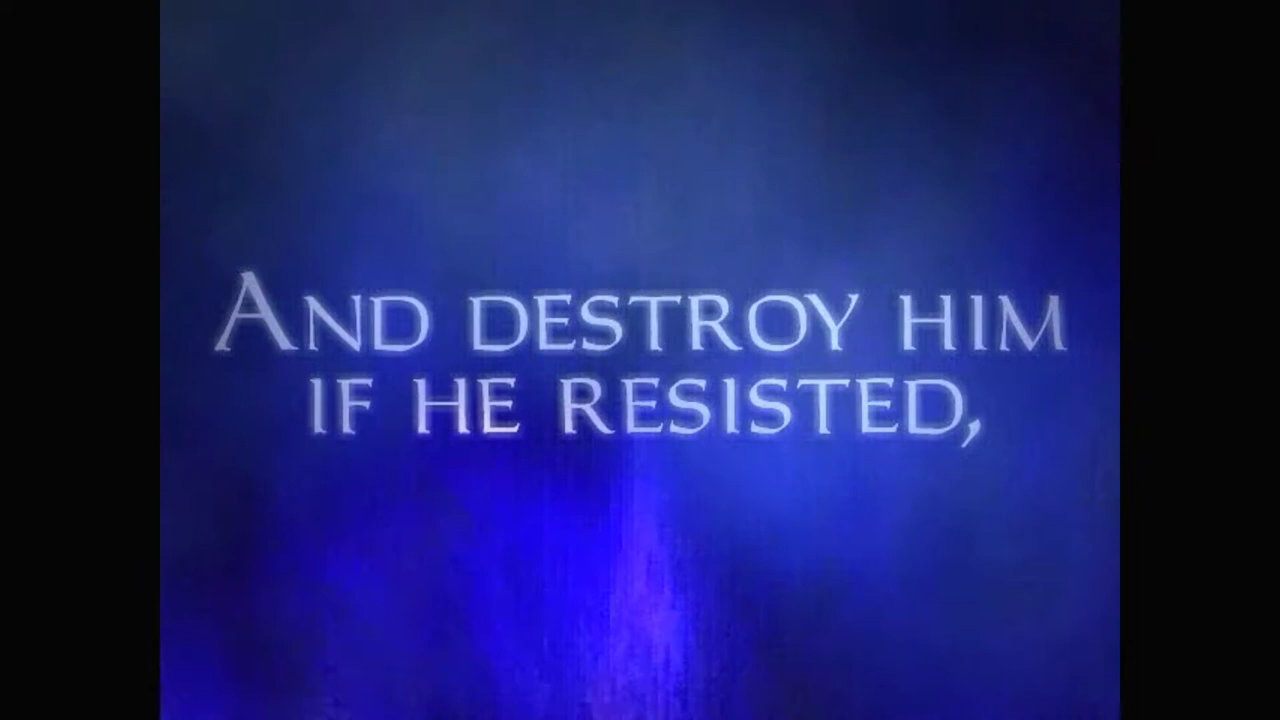 And destroy him
if he resisted,